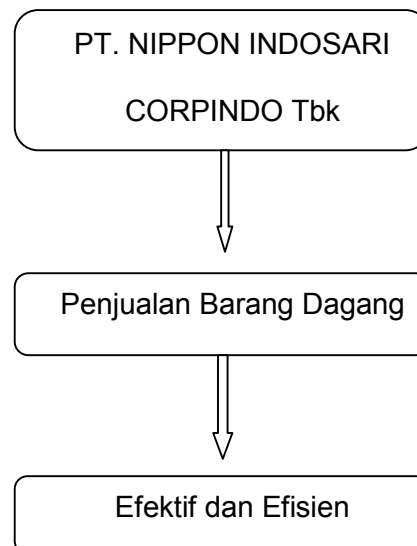 PT. NIPPON INDOSARI
CORPINDO Tbk
Penjualan Barang Dagang
Efektif dan Efisien